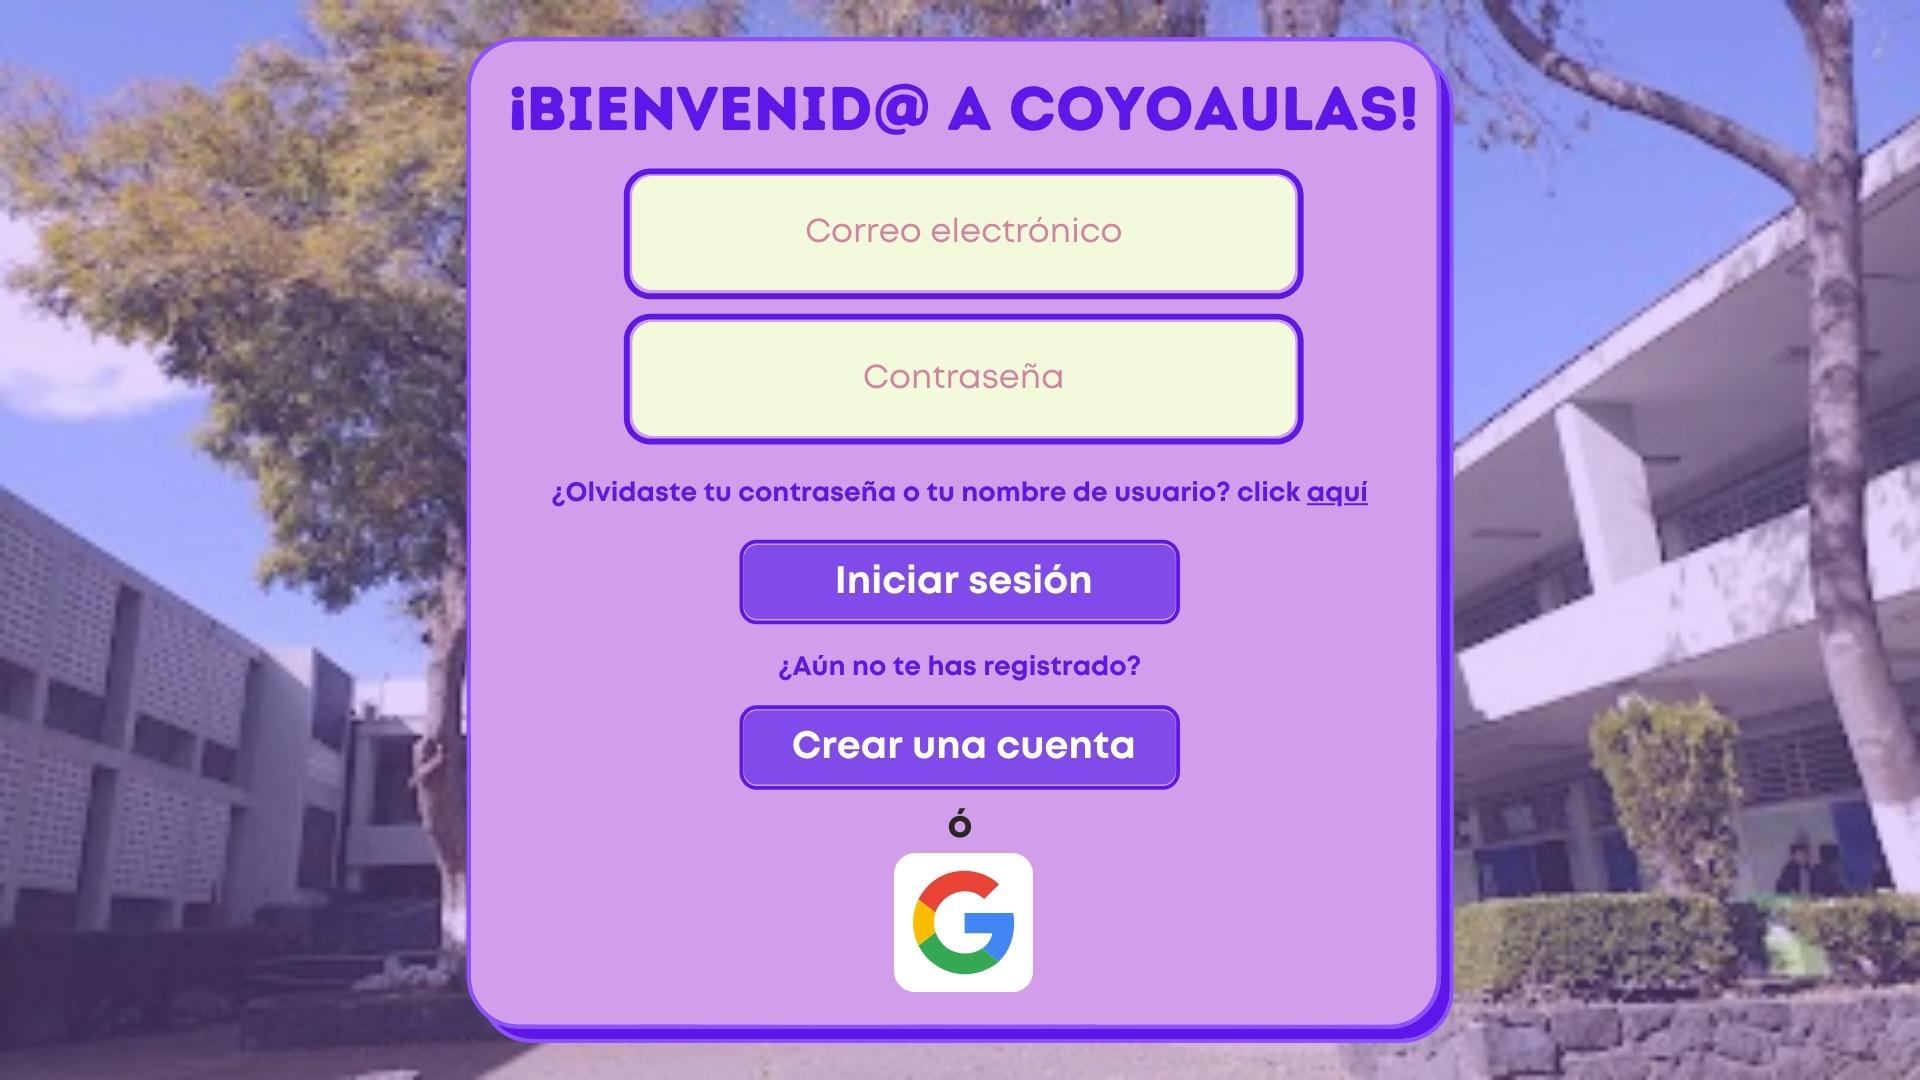 ¡BIENVENID@ A COYOAULAS!
Correo electrónico
Contraseña
¿Olvidaste tu contraseña o tu nombre de usuario? click aquí
Iniciar sesión
¿Aún no te has registrado?
Crear una cuenta
ó
G